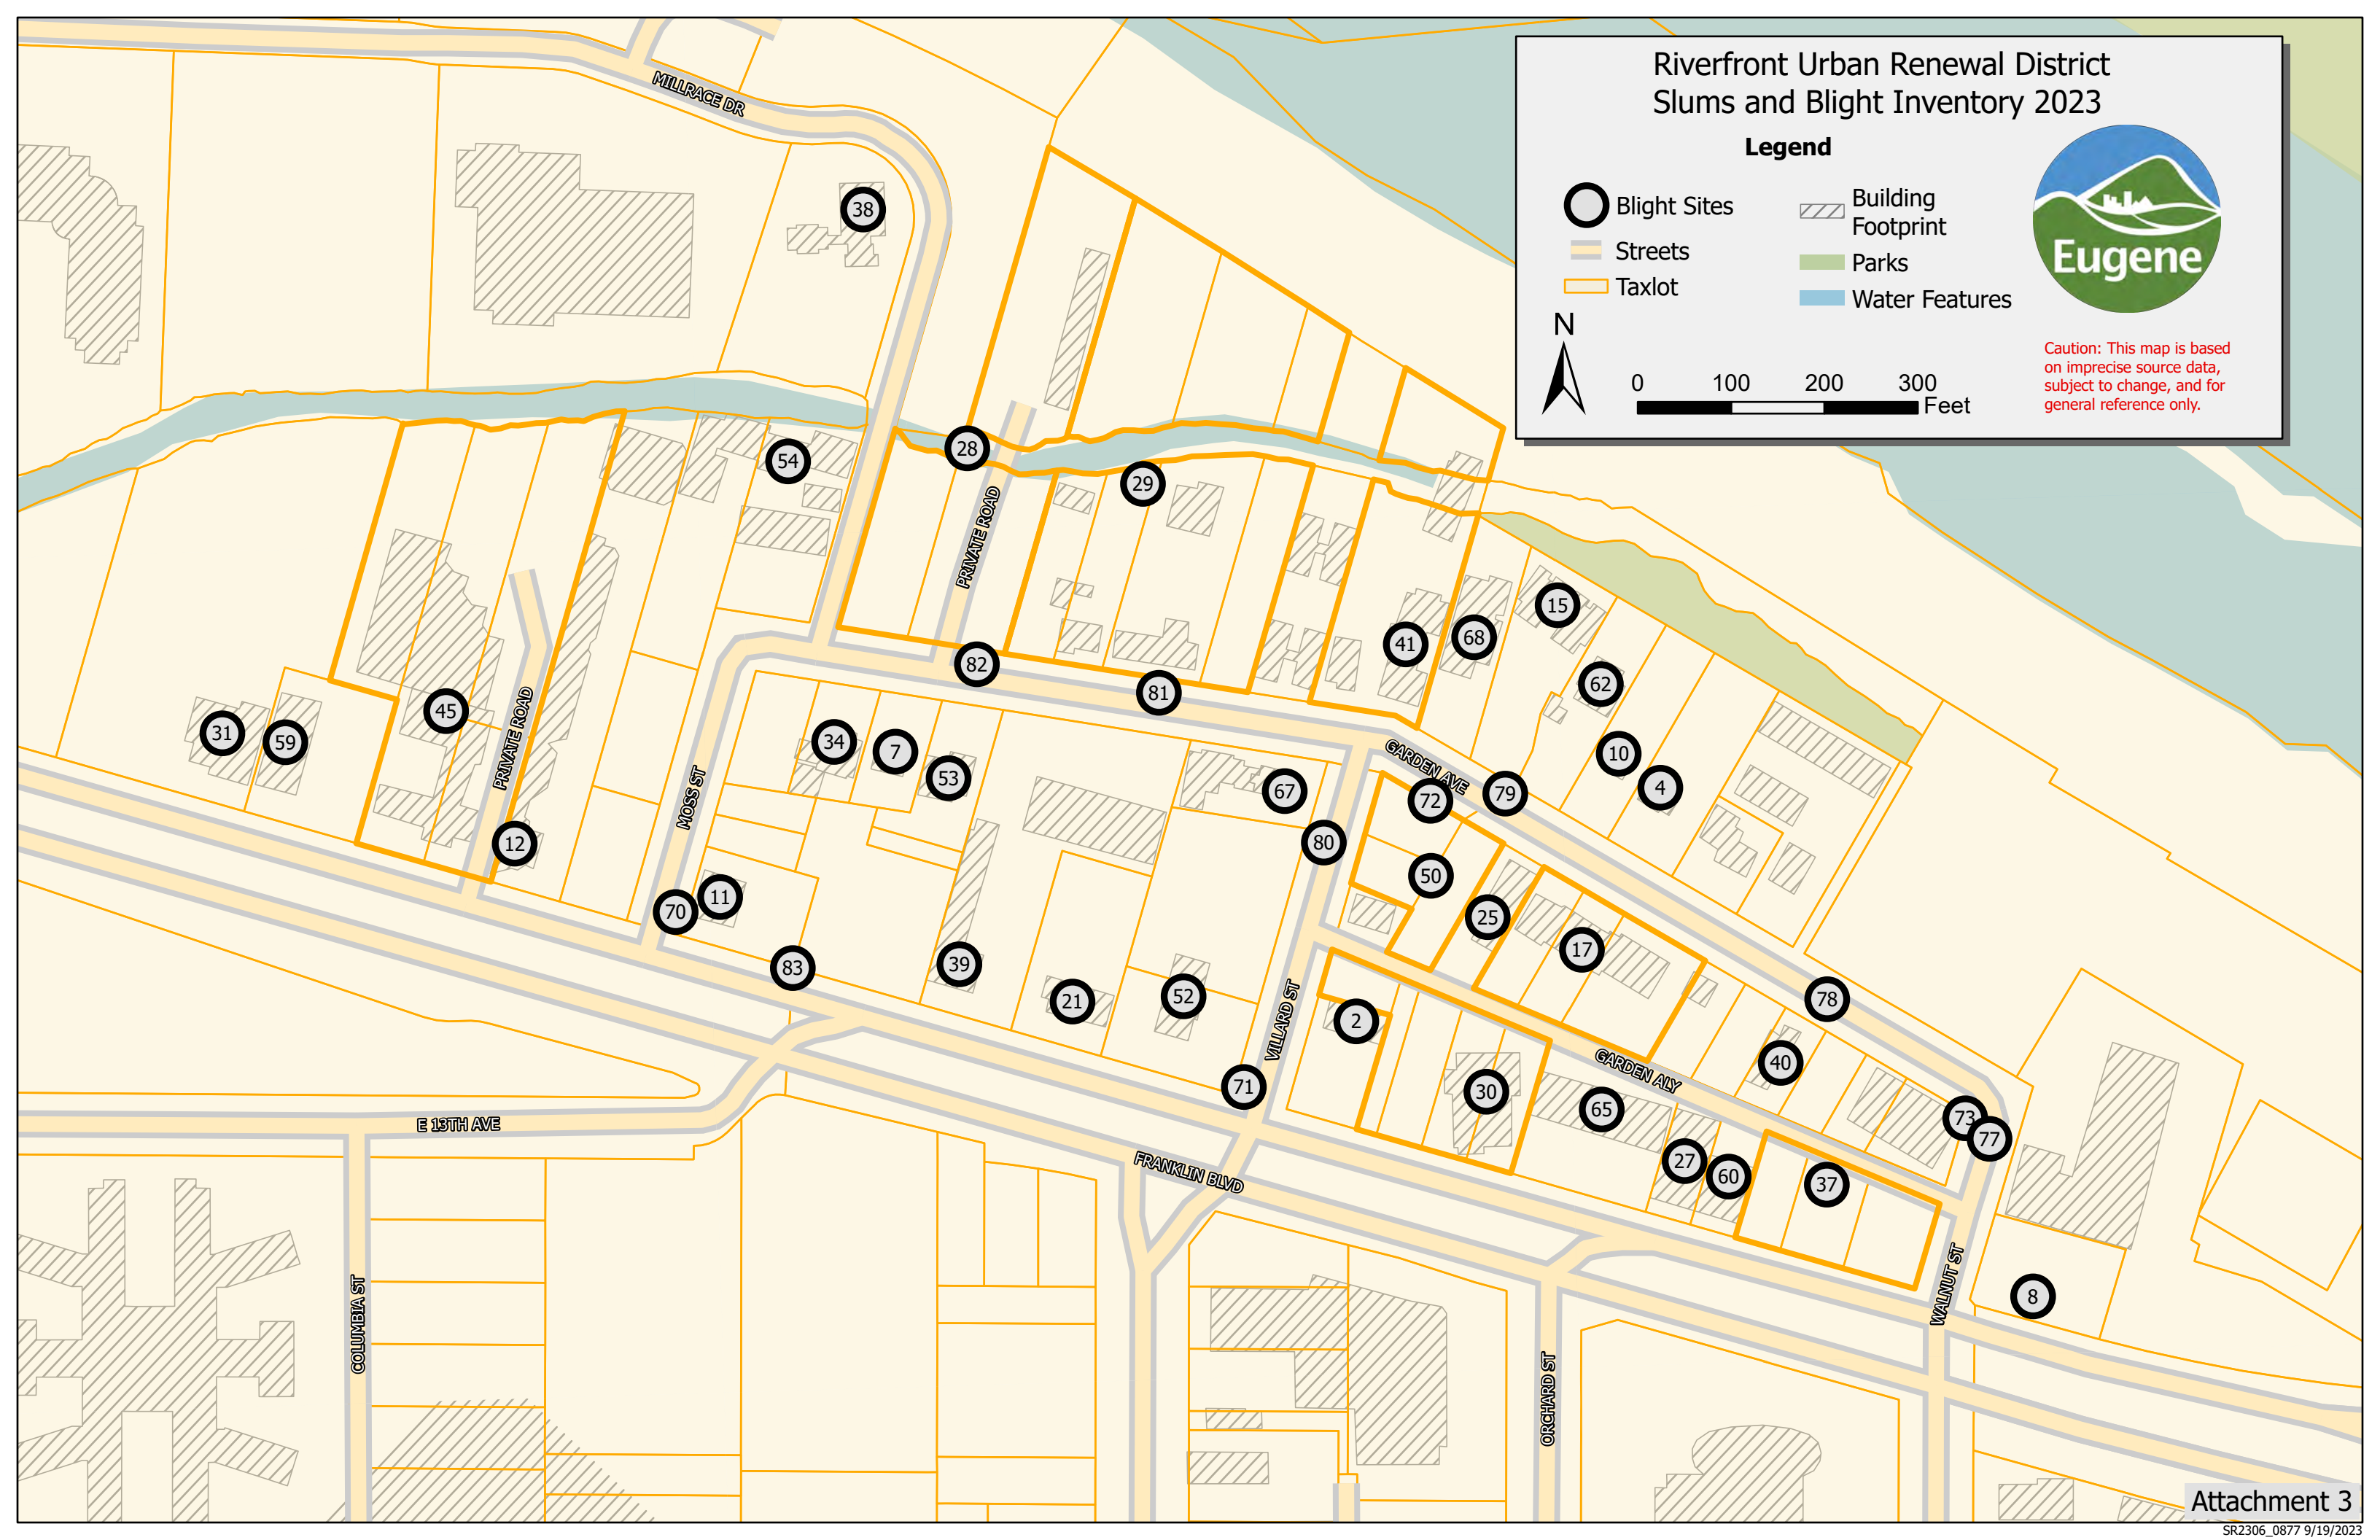 Riverfront Urban Renewal District
Slums and Blight Inventory 2023
Legend
Blight Sites
Streets
Taxlot
Building
Footprint
Parks
Water Features
Eugene
N
0 100 200 300
Feet
Caution: This map is based
on imprecise source data,
subject to change, and for
general reference only.
MILLRACE DR
38
54
28
29
PRIVATE ROAD
15
41
68
62
82
81
45
31
59
PRIVATE ROAD
34
7
53
67
MOSS ST
GARDEN AVE
10
4
72
79
12
80
50
11
70
25
17
83
39
21
52
VILLARD ST
2
78
71
30
GARDEN ALY
40
65
73
77
E 13TH AVE
FRANKLIN BLVD
27
60
37
WALNUT ST
8
COLUMBIA ST
ORCHARD ST
Attachment 3
SR2306_0877 9/19/2023